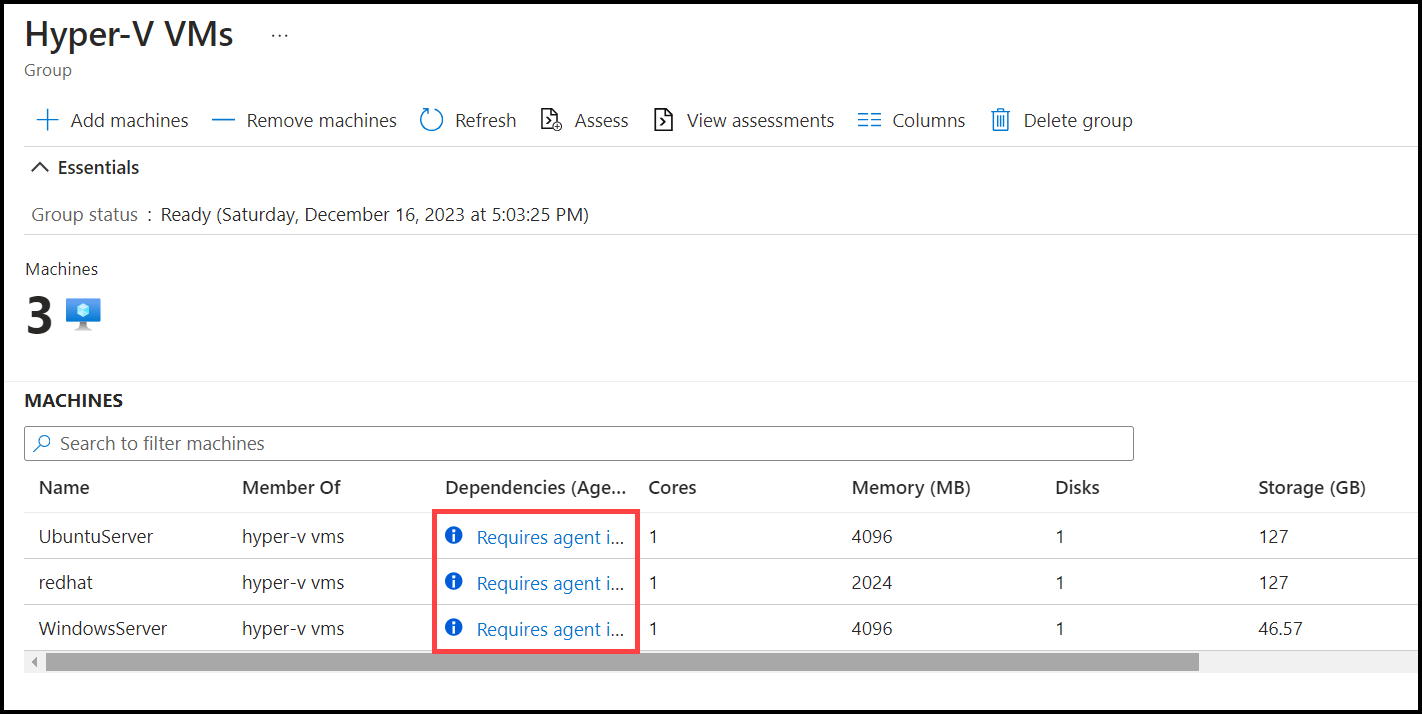 Hyper-V VMs ...
Group
Add machines Remove machines Refresh Assess View assessments Columns Delete group
Essentials
Group status : Ready (Saturday, December 16, 2023 at 5:03:25 PM)
Machines
3
MACHINES
Search to filter machines
Name Member Of Dependencies (Age... Cores Memory (MB) Disks Storage (GB)
UbuntuServer hyper-v vms Requires agent i... 1 4096 1 127
redhat hyper-v vms Requires agent i... 1 2024 1 127
WindowsServer hyper-v vms Requires agent i... 1 4096 1 46.57